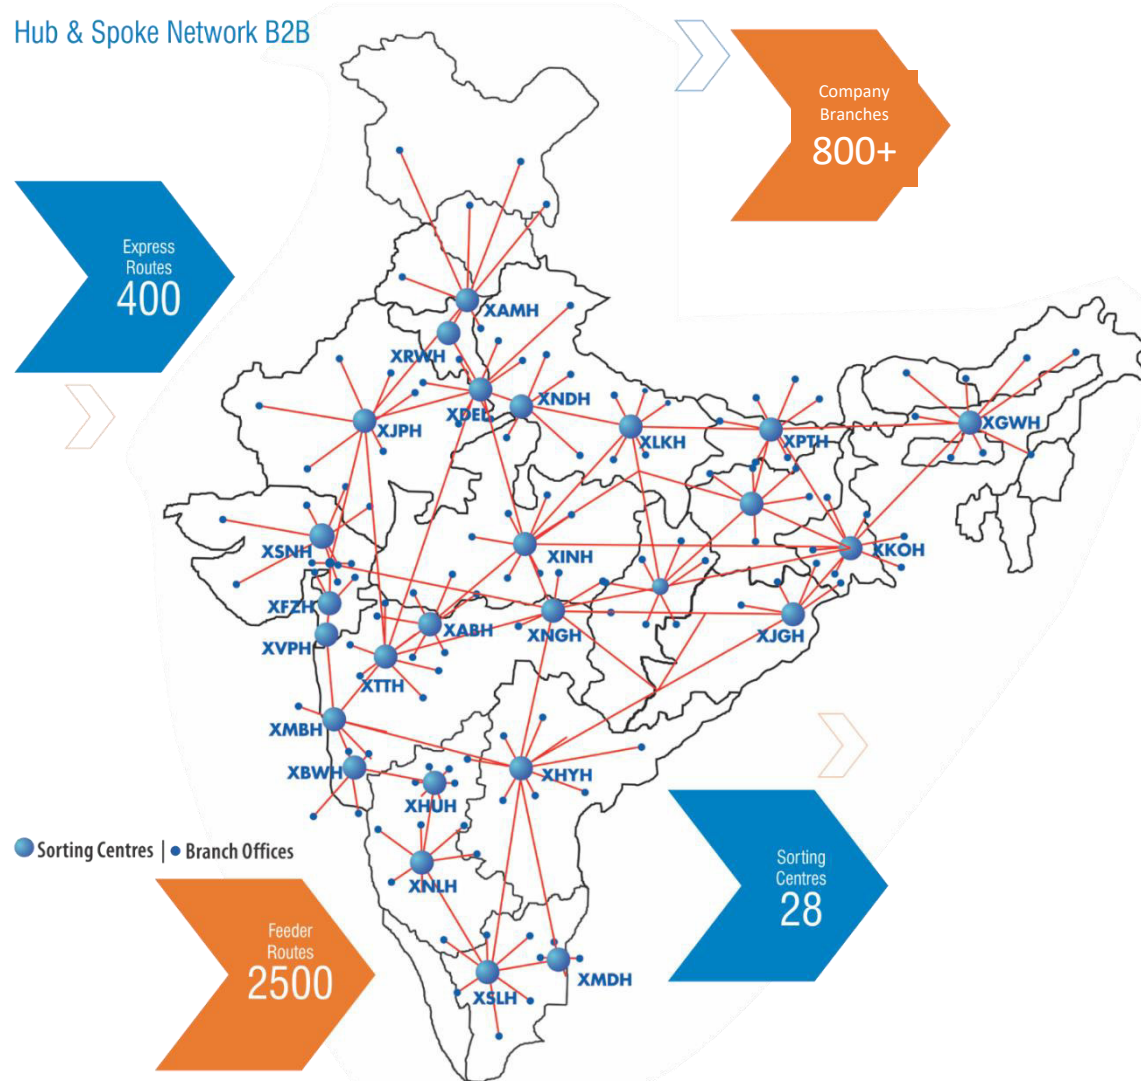 Hub & Spoke Network B2B
Company
Branches
800+
Express
Routes
400
XAMH
XRWH
XDEL
XNDH
XJPH
XLKH
XPTH
XGWH
XSNH
XINH
XKOH
XFZH
XABH
XNGH
XJGH
XVPH
XTTH
XMBH
XBWH
XHYH
XHUH
Sorting Centres | Branch Offices
XNLH
Sorting
Centres
28
Feeder
Routes
2500
XSLH
XMDH